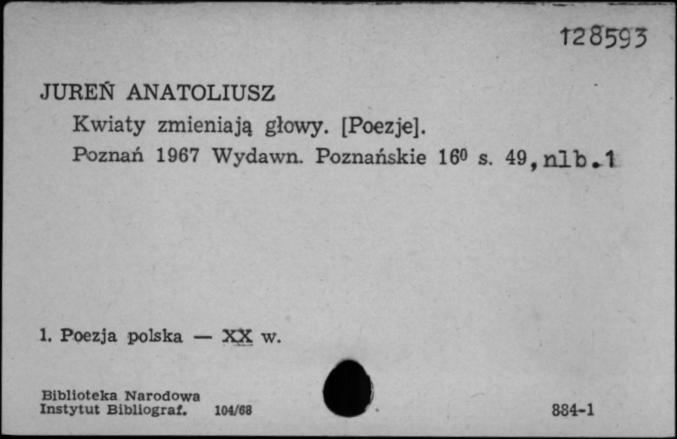 128593
JUREŃ ANATOLIUSZ
Kwiaty zmieniają głowy. [Poezje].
Poznań 1967 Wydawn. Poznańskie 16⁰ s. 49, nlb.1
1. Poezja polska — XX w.
Biblioteka Narodowa
Instytut Bibliograf. 104/68
884-1